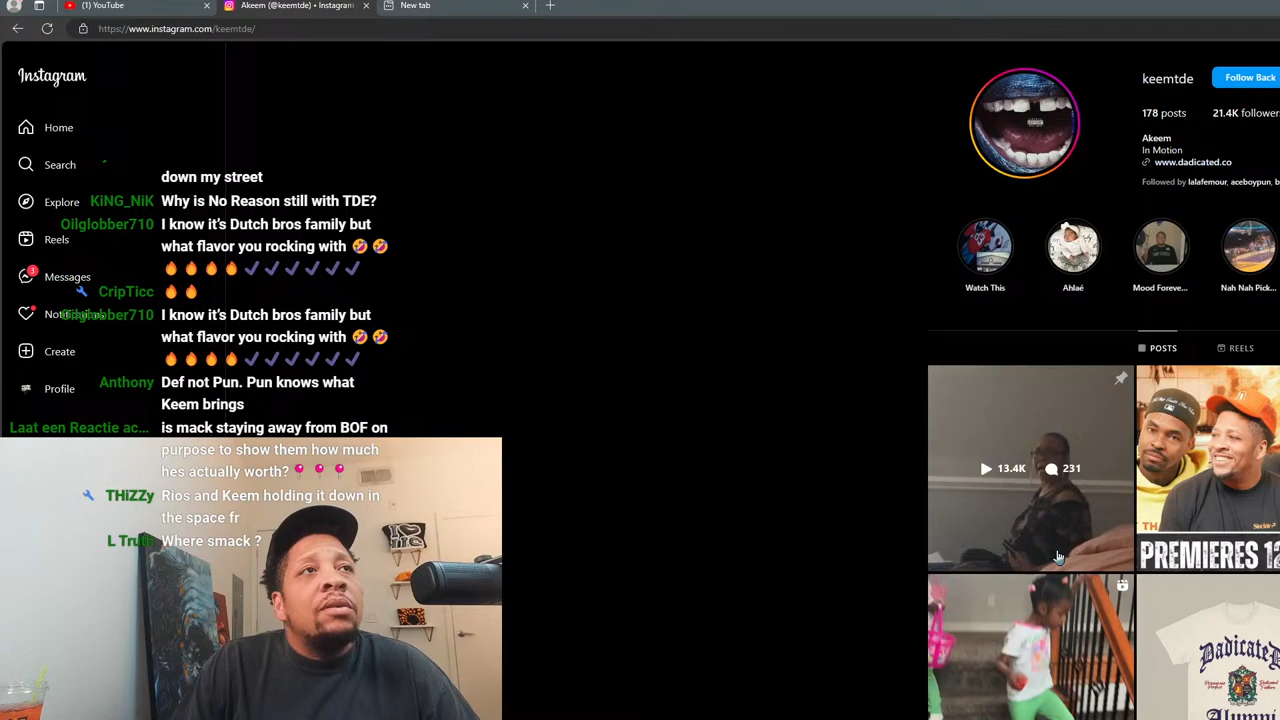 (1) YouTube
Akeem (@keemtde) • Instagram
New tab
https://www.instagram.com/keemtde/
Instagram
Home
Search
Explore
Reels
3
Messages
Notifications
Create
Profile
down my street
KiNG_NiK Why is No Reason still with TDE?
Oilglobber710 I know it's Dutch bros family but
what flavor you rocking with 🤣 🤣
🔥 🔥 🔥 🔥 ✔ ✔ ✔ ✔ ✔ ✔
CripTicc 🔥 🔥
Oilglobber710 I know it's Dutch bros family but
what flavor you rocking with 🤣 🤣
🔥 🔥 🔥 🔥 ✔ ✔ ✔ ✔ ✔ ✔
Anthony Def not Pun. Pun knows what
Keem brings
Laat een Reactie ac... is mack staying away from BOF on
purpose to show them how much
hes actually worth? 📍 📍 📍
THiZZy Rios and Keem holding it down in
the space fr
L Truth Where smack ?
keemtde
Follow Back
178 posts 21.4K followers
Akeem
In Motion
www.dadicated.co
Followed by lalafemour, aceboypun, b
Watch This
Ahlaé
Mood Foreve...
Nah Nah Pick...
POSTS
REELS
13.4K 231
TH
PREMIERES 12
Dadicated
Alumni